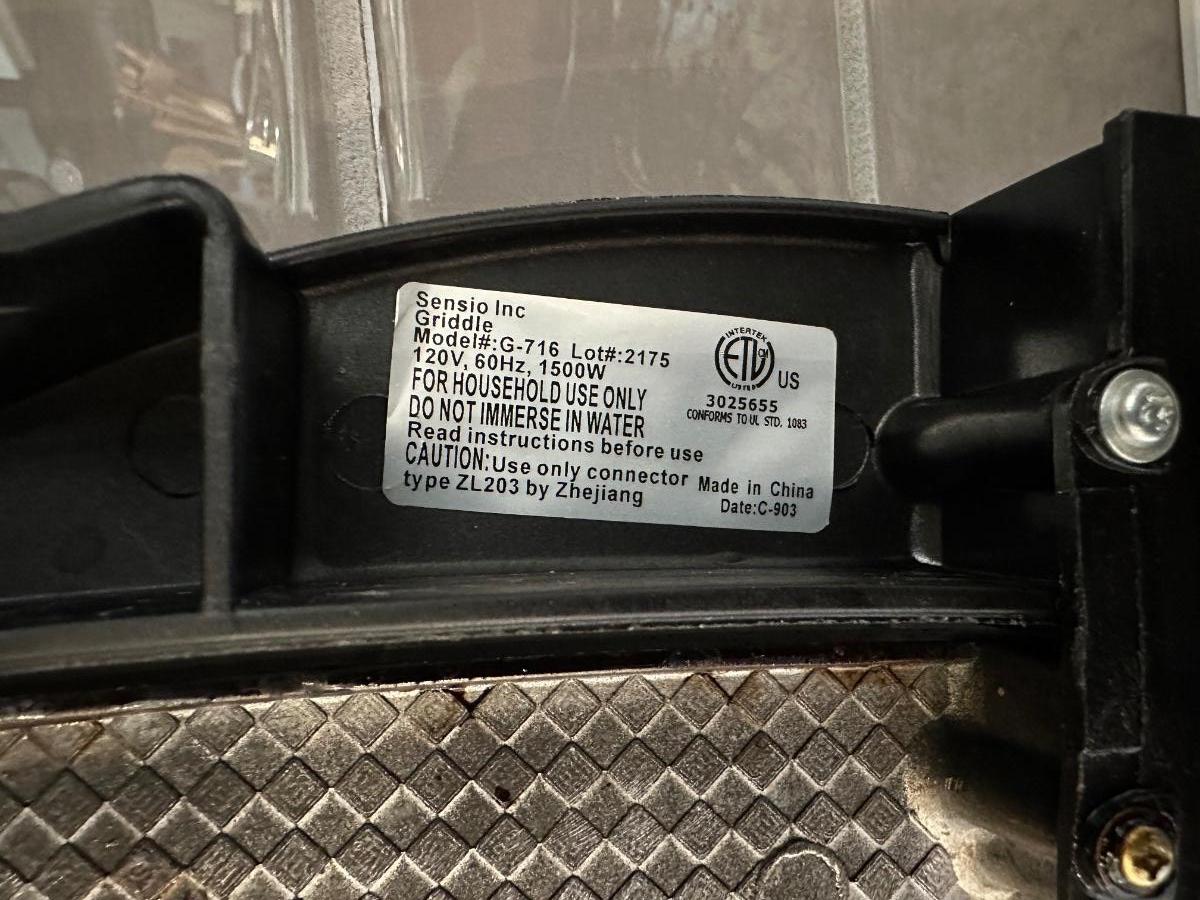 Sensio Inc
Griddle
Model#:G-716 Lot#:2175
120V, 60Hz, 1500W
FOR HOUSEHOLD USE ONLY
DO NOT IMMERSE IN WATER
Read instructions before use
CAUTION:Use only connector
type ZL203 by Zhejiang
INTERTEK
ETL
LISTED
US
3025655
CONFORMS TO UL STD. 1083
Made in China
Date:C-903